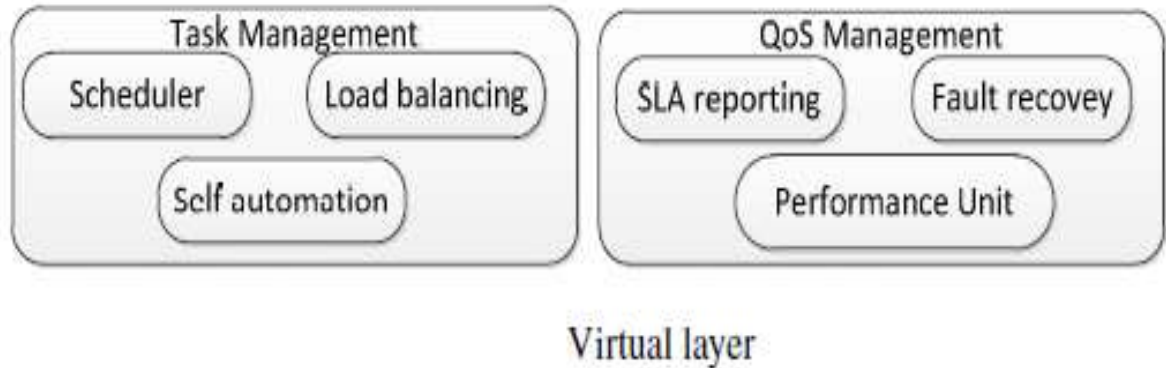 Task Management
Scheduler
Load balancing
Self automation
QoS Management
SLA reporting
Fault recovey
Performance Unit
Virtual layer